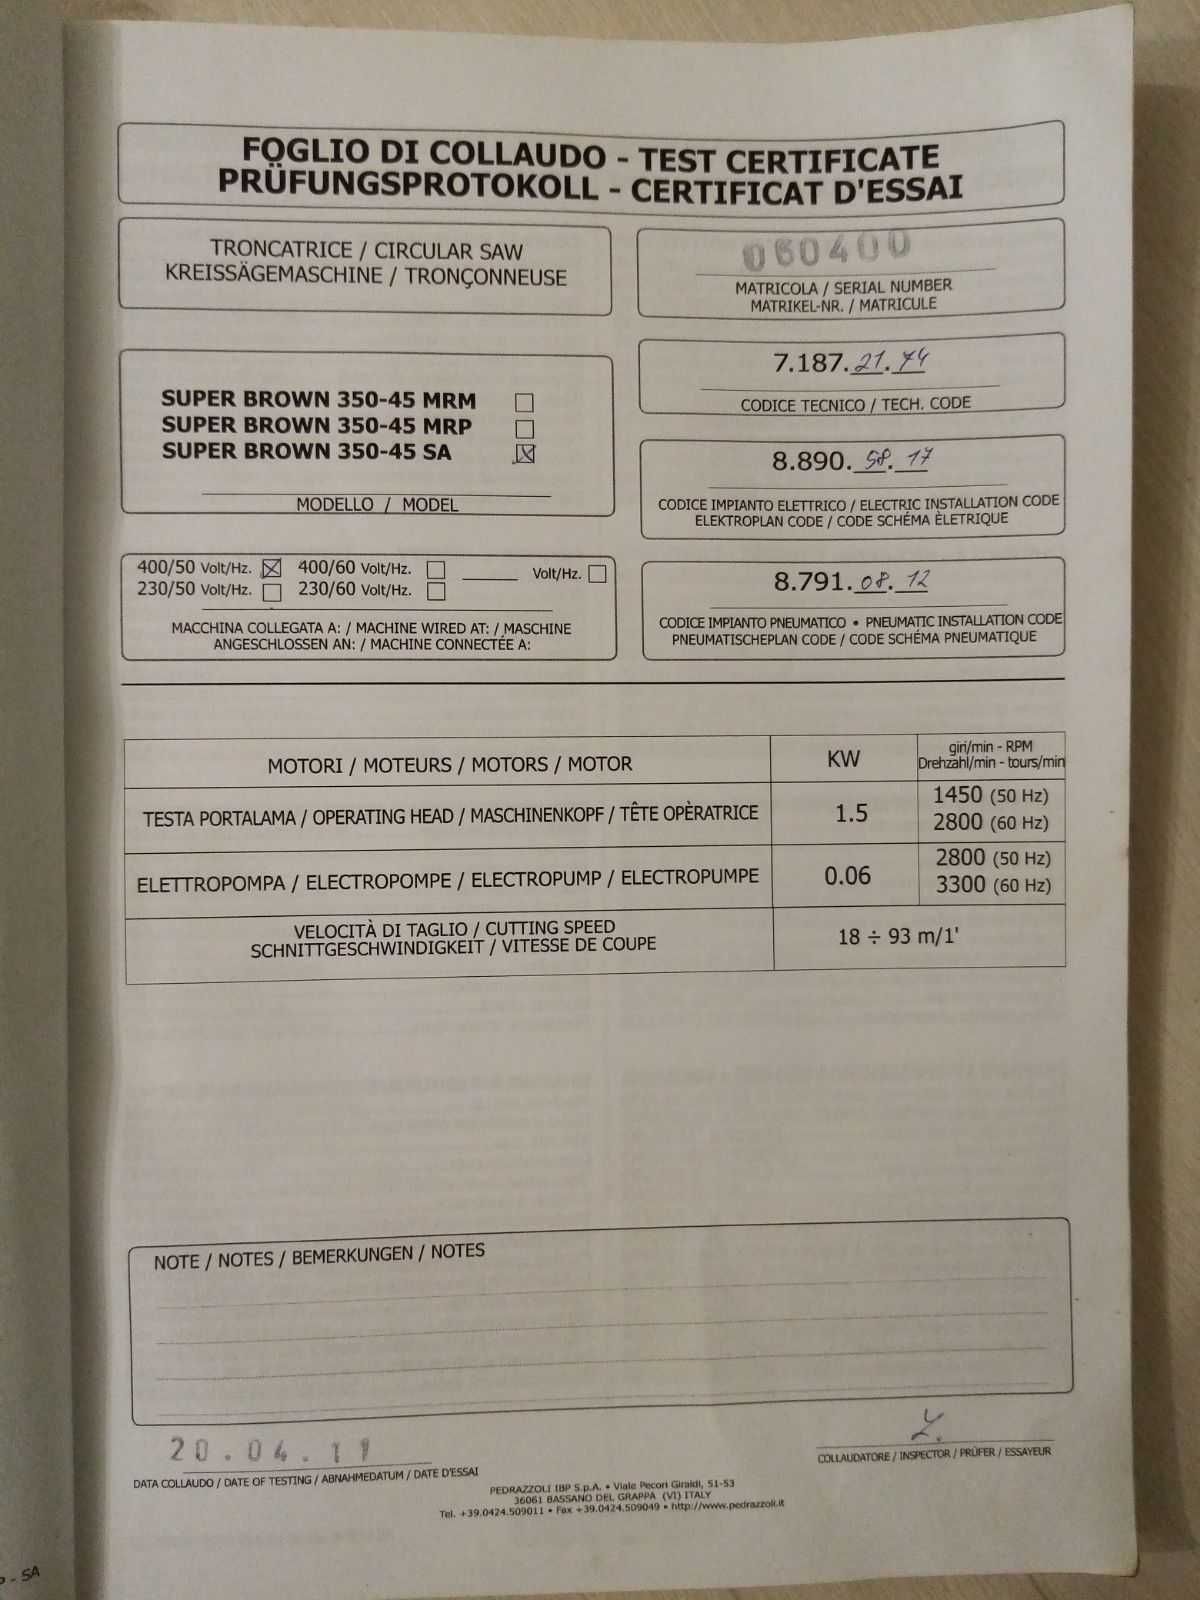 FOGLIO DI COLLAUDO - TEST CERTIFICATE
PRÜFUNGSPROTOKOLL - CERTIFICAT D'ESSAI
TRONCATRICE / CIRCULAR SAW
KREISSÄGEMASCHINE / TRONÇONNEUSE
060400
MATRICOLA / SERIAL NUMBER
MATRIKEL-NR. / MATRICULE
SUPER BROWN 350-45 MRM
SUPER BROWN 350-45 MRP
SUPER BROWN 350-45 SA
MODELLO / MODEL
7.187.21.74
CODICE TECNICO / TECH. CODE
8.890.58.17
CODICE IMPIANTO ELETTRICO / ELECTRIC INSTALLATION CODE
ELEKTROPLAN CODE / CODE SCHÉMA ÈLETRIQUE
400/50 Volt/Hz. 400/60 Volt/Hz. Volt/Hz.
230/50 Volt/Hz. 230/60 Volt/Hz.
MACCHINA COLLEGATA A: / MACHINE WIRED AT: / MASCHINE
ANGESCHLOSSEN AN: / MACHINE CONNECTÉE A:
8.791.08.12
CODICE IMPIANTO PNEUMATICO • PNEUMATIC INSTALLATION CODE
PNEUMATISCHEPLAN CODE / CODE SCHÉMA PNEUMATIQUE
MOTORI / MOTEURS / MOTORS / MOTOR
KW
giri/min - RPM
Drehzahl/min - tours/min
TESTA PORTALAMA / OPERATING HEAD / MASCHINENKOPF / TÊTE OPÈRATRICE
1.5
1450 (50 Hz)
2800 (60 Hz)
ELETTROPOMPA / ELECTROPOMPE / ELECTROPUMP / ELECTROPUMPE
0.06
2800 (50 Hz)
3300 (60 Hz)
VELOCITÀ DI TAGLIO / CUTTING SPEED
SCHNITTGESCHWINDIGKEIT / VITESSE DE COUPE
18 ÷ 93 m/1'
NOTE / NOTES / BEMERKUNGEN / NOTES
20.04.11
DATA COLLAUDO / DATE OF TESTING / ABNAHMEDATUM / DATE D'ESSAI
COLLAUDATORE / INSPECTOR / PRÜFER / ESSAYEUR
PEDRAZZOLI IBP S.p.A. • Viale Pecori Giraldi, 51-53
36061 BASSANO DEL GRAPPA (VI) ITALY
Tel. +39.0424.509011 • Fax +39.0424.509049 • http://www.pedrazzoli.it
- SA